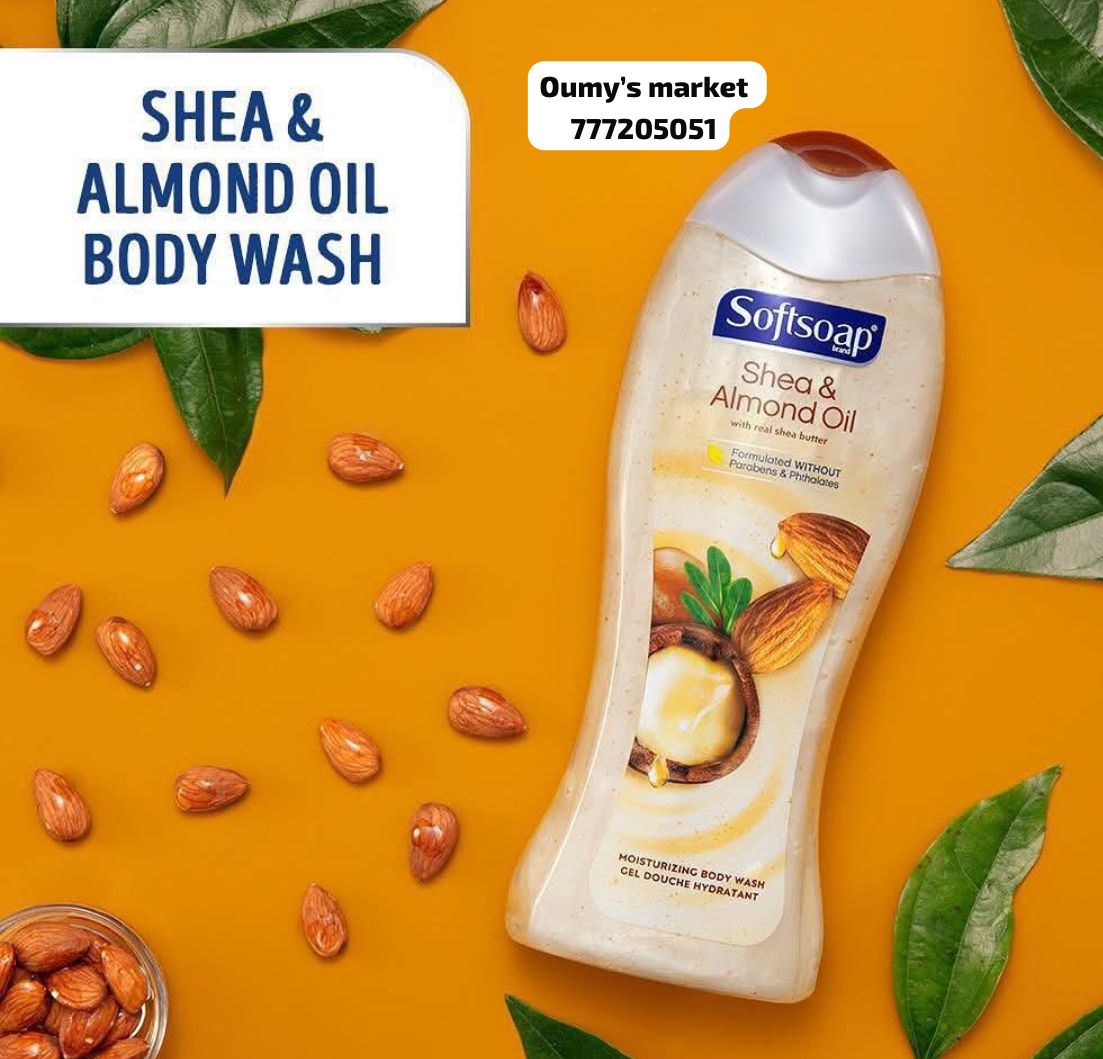 SHEA &
ALMOND OIL
BODY WASH
Oumy's market
777205051
Softsoap®
brand
Shea &
Almond Oil
with real shea butter
Formulated WITHOUT
Parabens & Phthalates
MOISTURIZING BODY WASH
GEL DOUCHE HYDRATANT